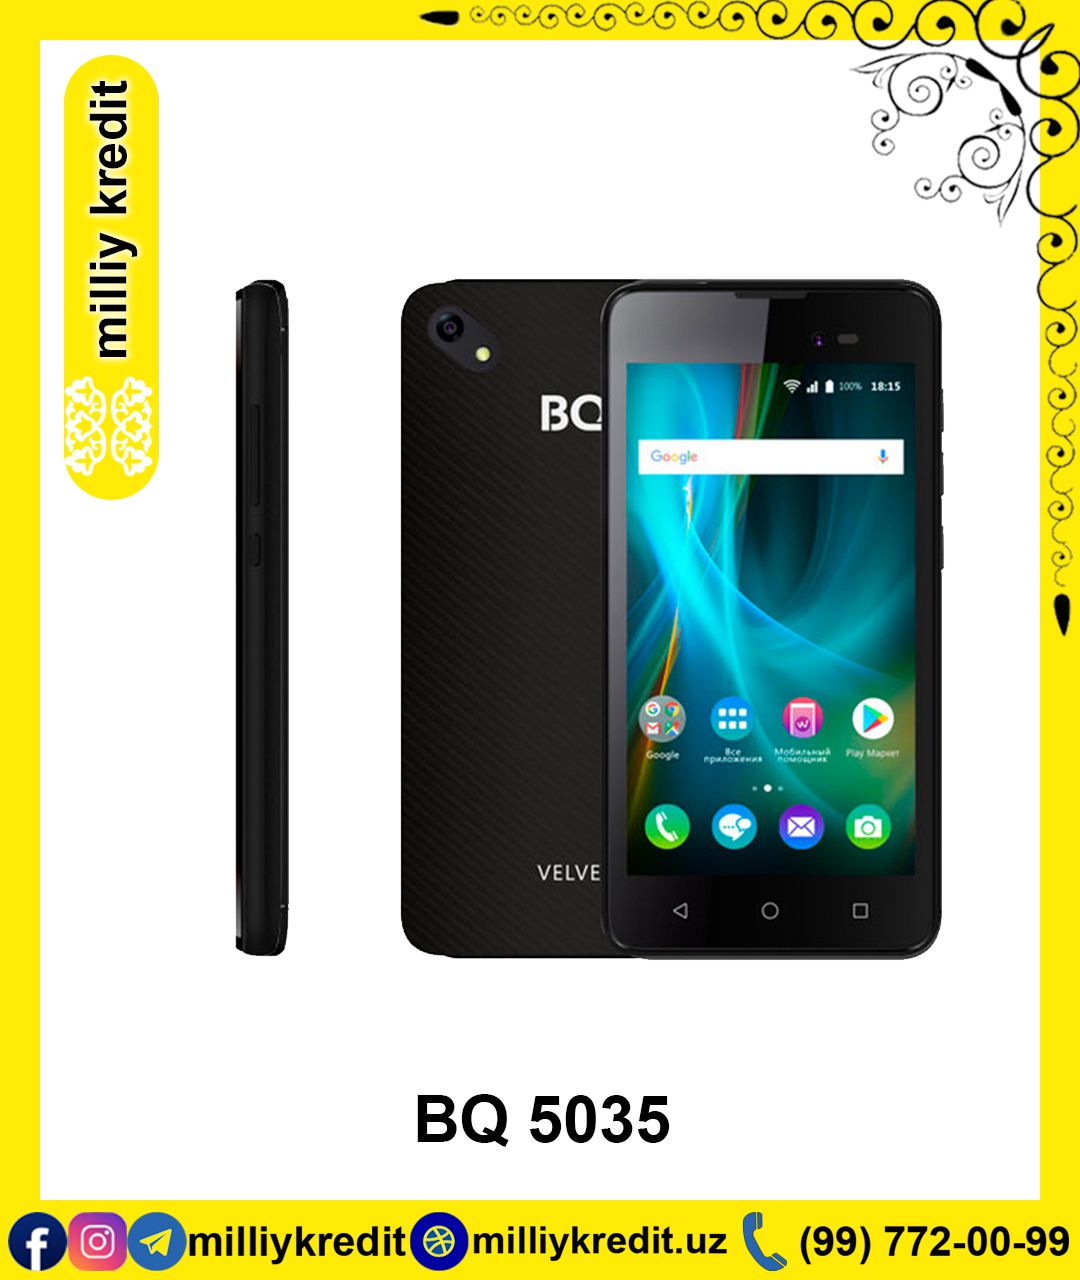 milliy kredit
BQ
VELVE
100% 18:15
Google
Google
Все приложения
Мобильный помощник
Play Маркет
BQ 5035
milliykredit
milliykredit.uz
(99) 772-00-99